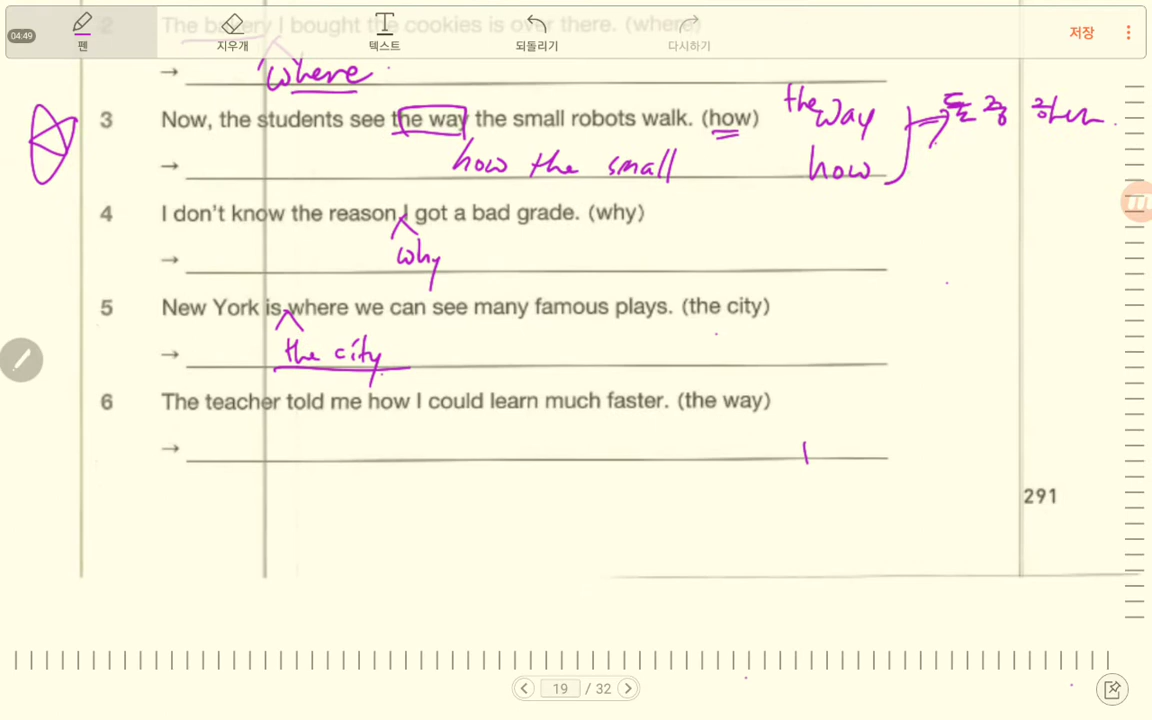 2 The bakery I bought the cookies is over there. (where)
04:49 펜 지우개 텍스트 되돌리기 다시하기 저장
→ where
3 Now, the students see the way the small robots walk. (how) the way 둘 중 하나
→ how the small how
4 I don't know the reason I got a bad grade. (why)
→ why
5 New York is where we can see many famous plays. (the city)
→ the city
6 The teacher told me how I could learn much faster. (the way)
→
291
19 / 32